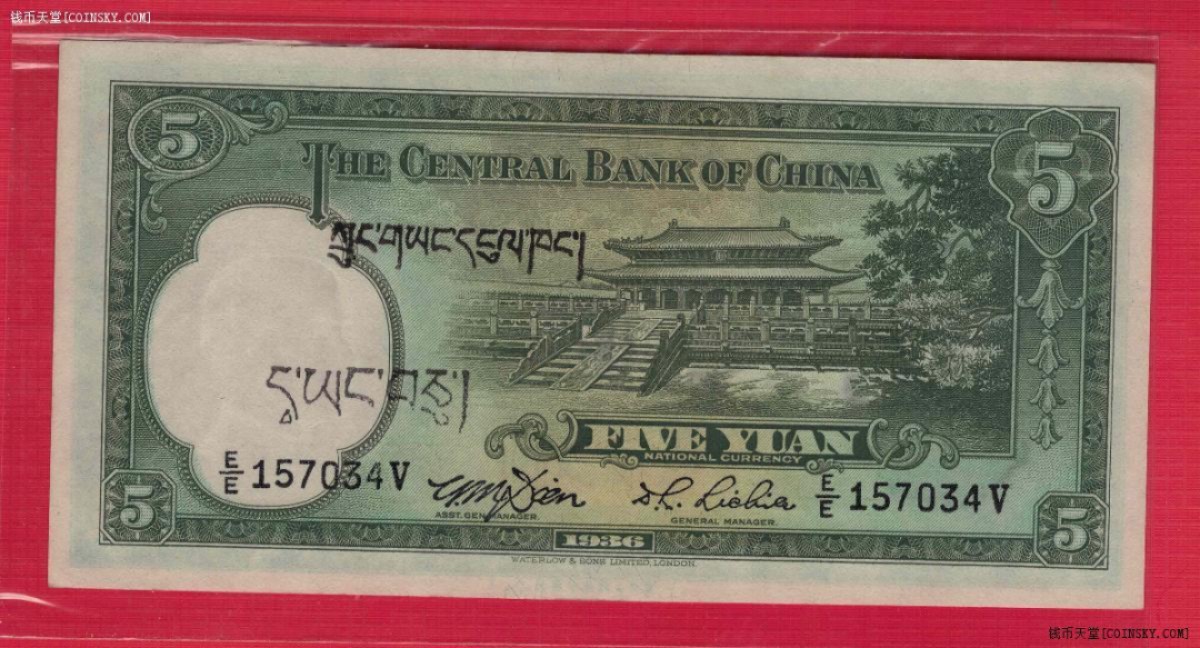 钱币天堂[COINSKY.COM]
5
5
THE CENTRAL BANK OF CHINA
ཀྲུང་གཡང་དངུལ་ཁང་།
ཏྭ་ཡང་བཅུ།
FIVE YUAN
NATIONAL CURRENCY
E/E 157034V
E/E 157034V
ASST. GEN. MANAGER.
GENERAL MANAGER.
5
1936
5
WATERLOW & SONS LIMITED, LONDON.
钱币天堂[COINSKY.COM]